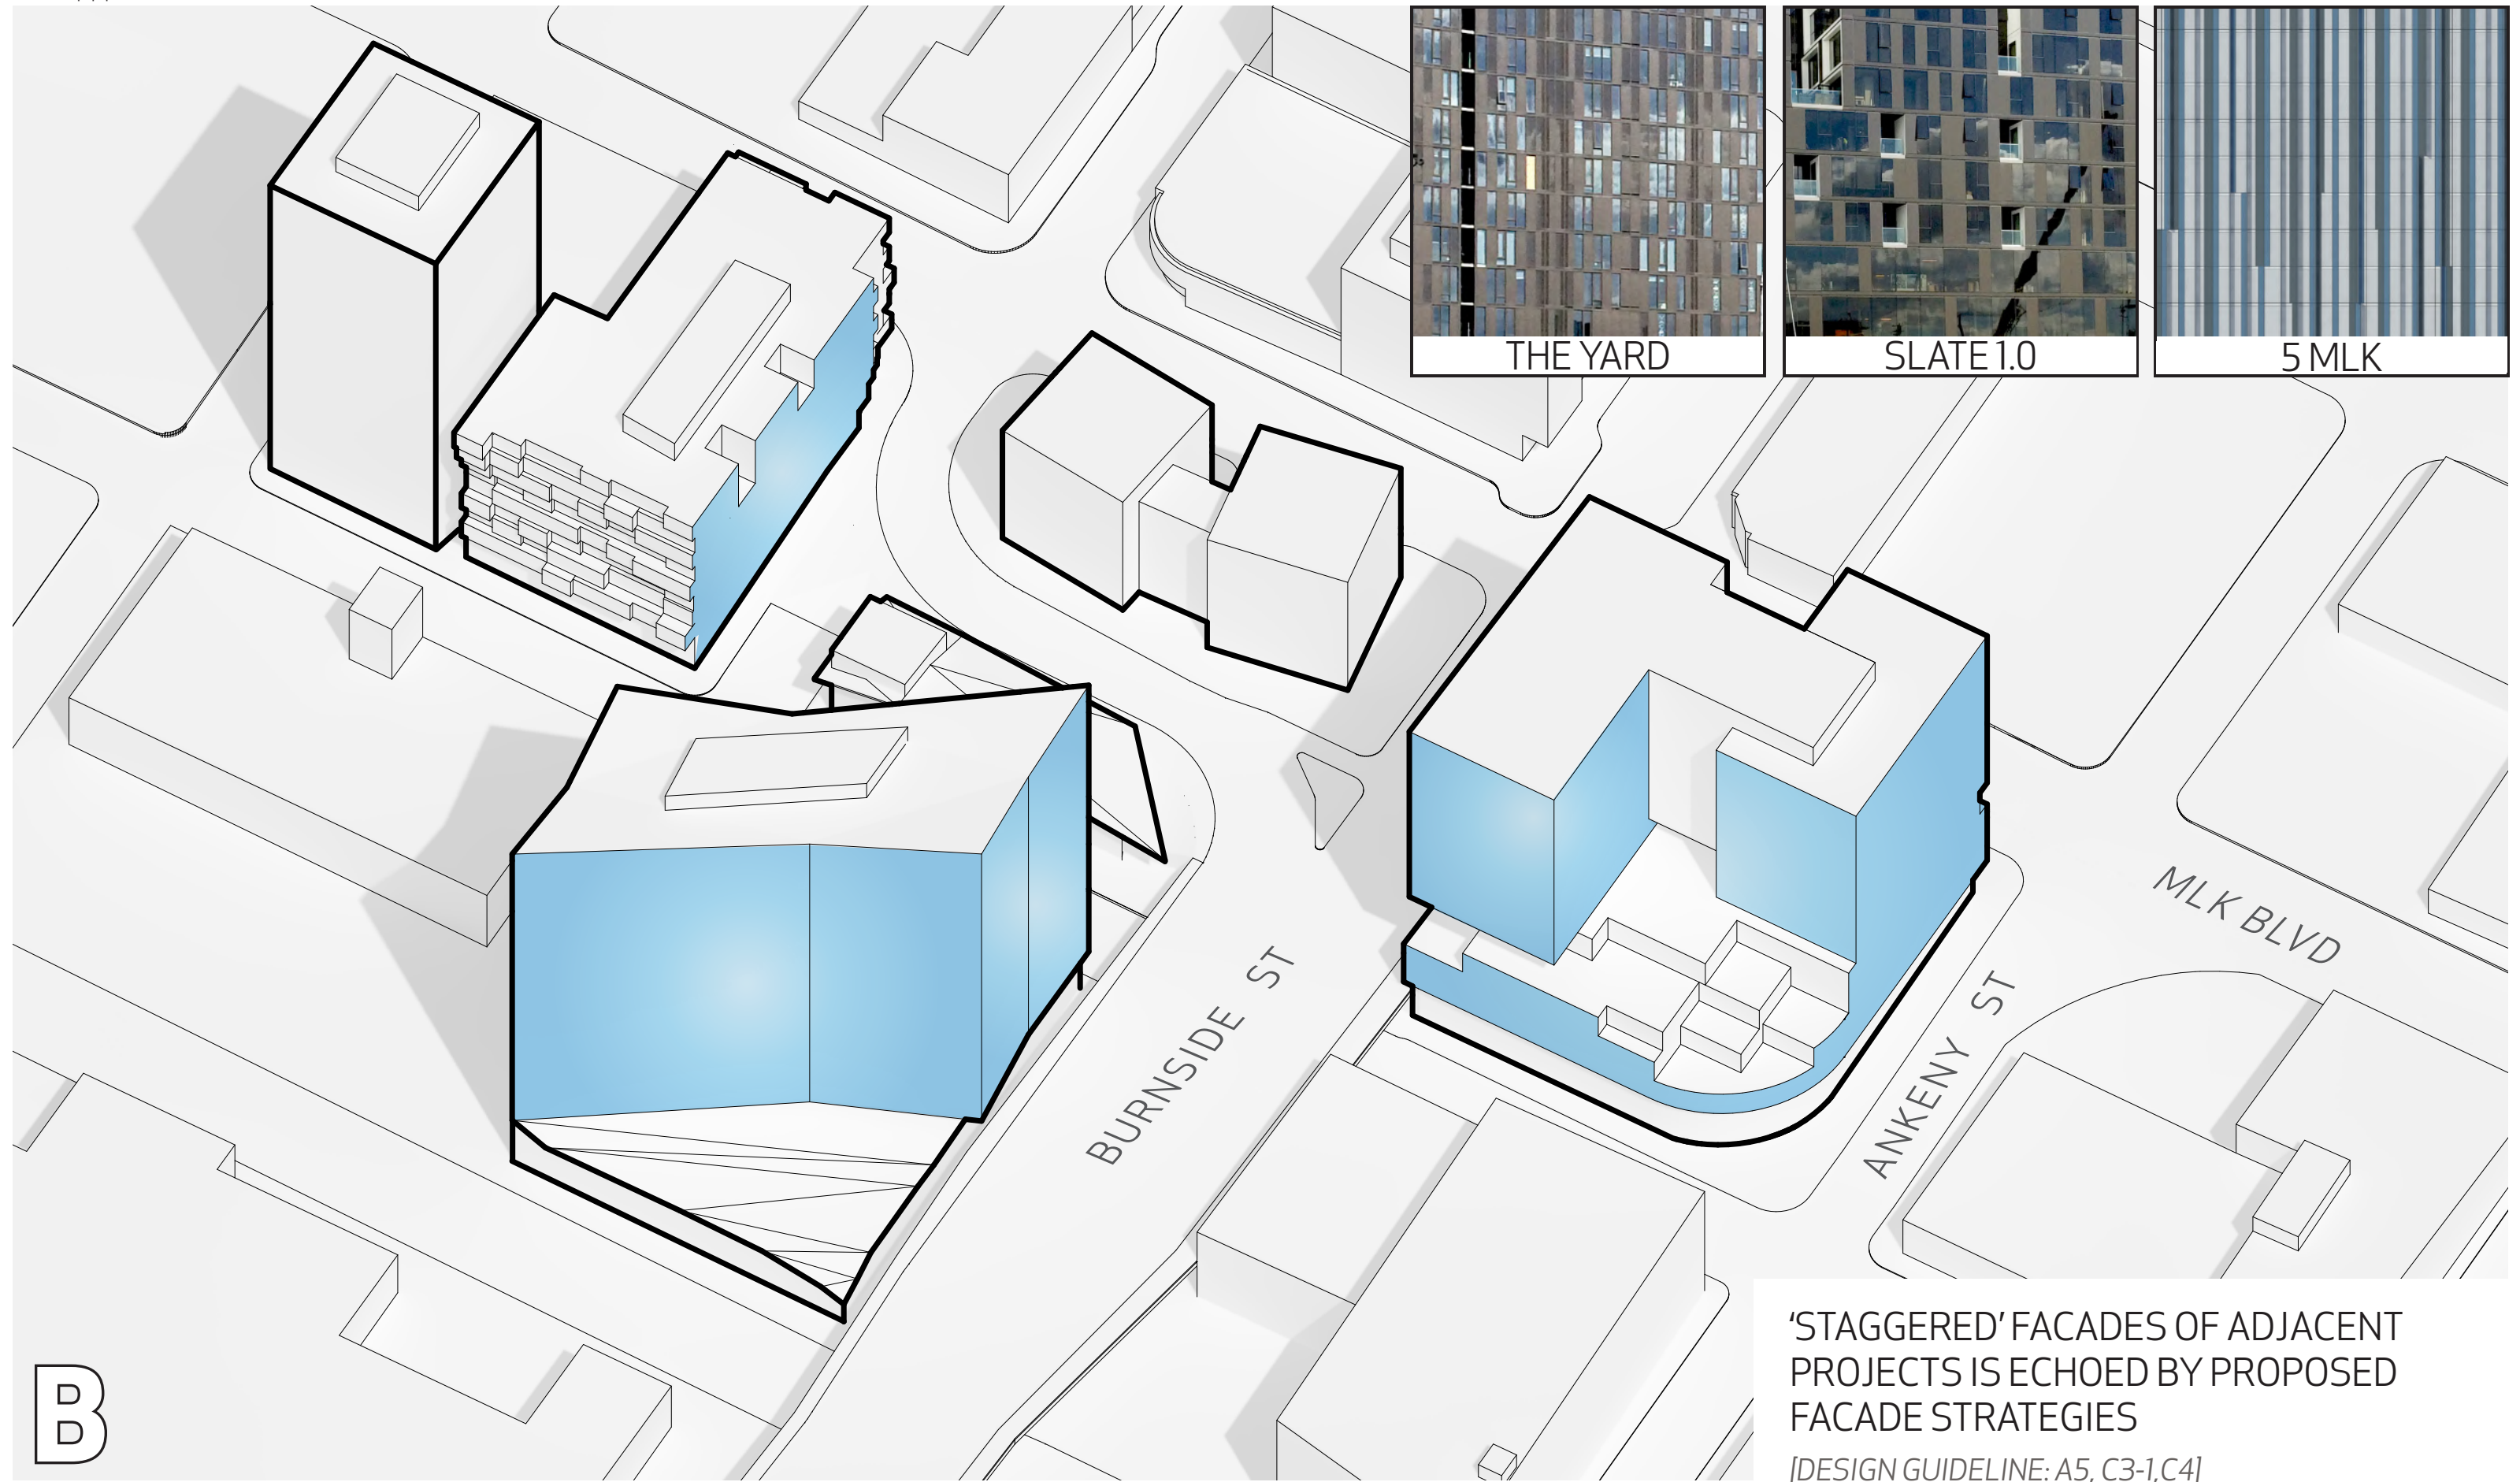 THE YARD
SLATE 1.0
5 MLK
MLK BLVD
BURNSIDE ST
ANKENY ST
B
‘STAGGERED’ FACADES OF ADJACENT
PROJECTS IS ECHOED BY PROPOSED
FACADE STRATEGIES
[DESIGN GUIDELINE: A5, C3-1,C4]